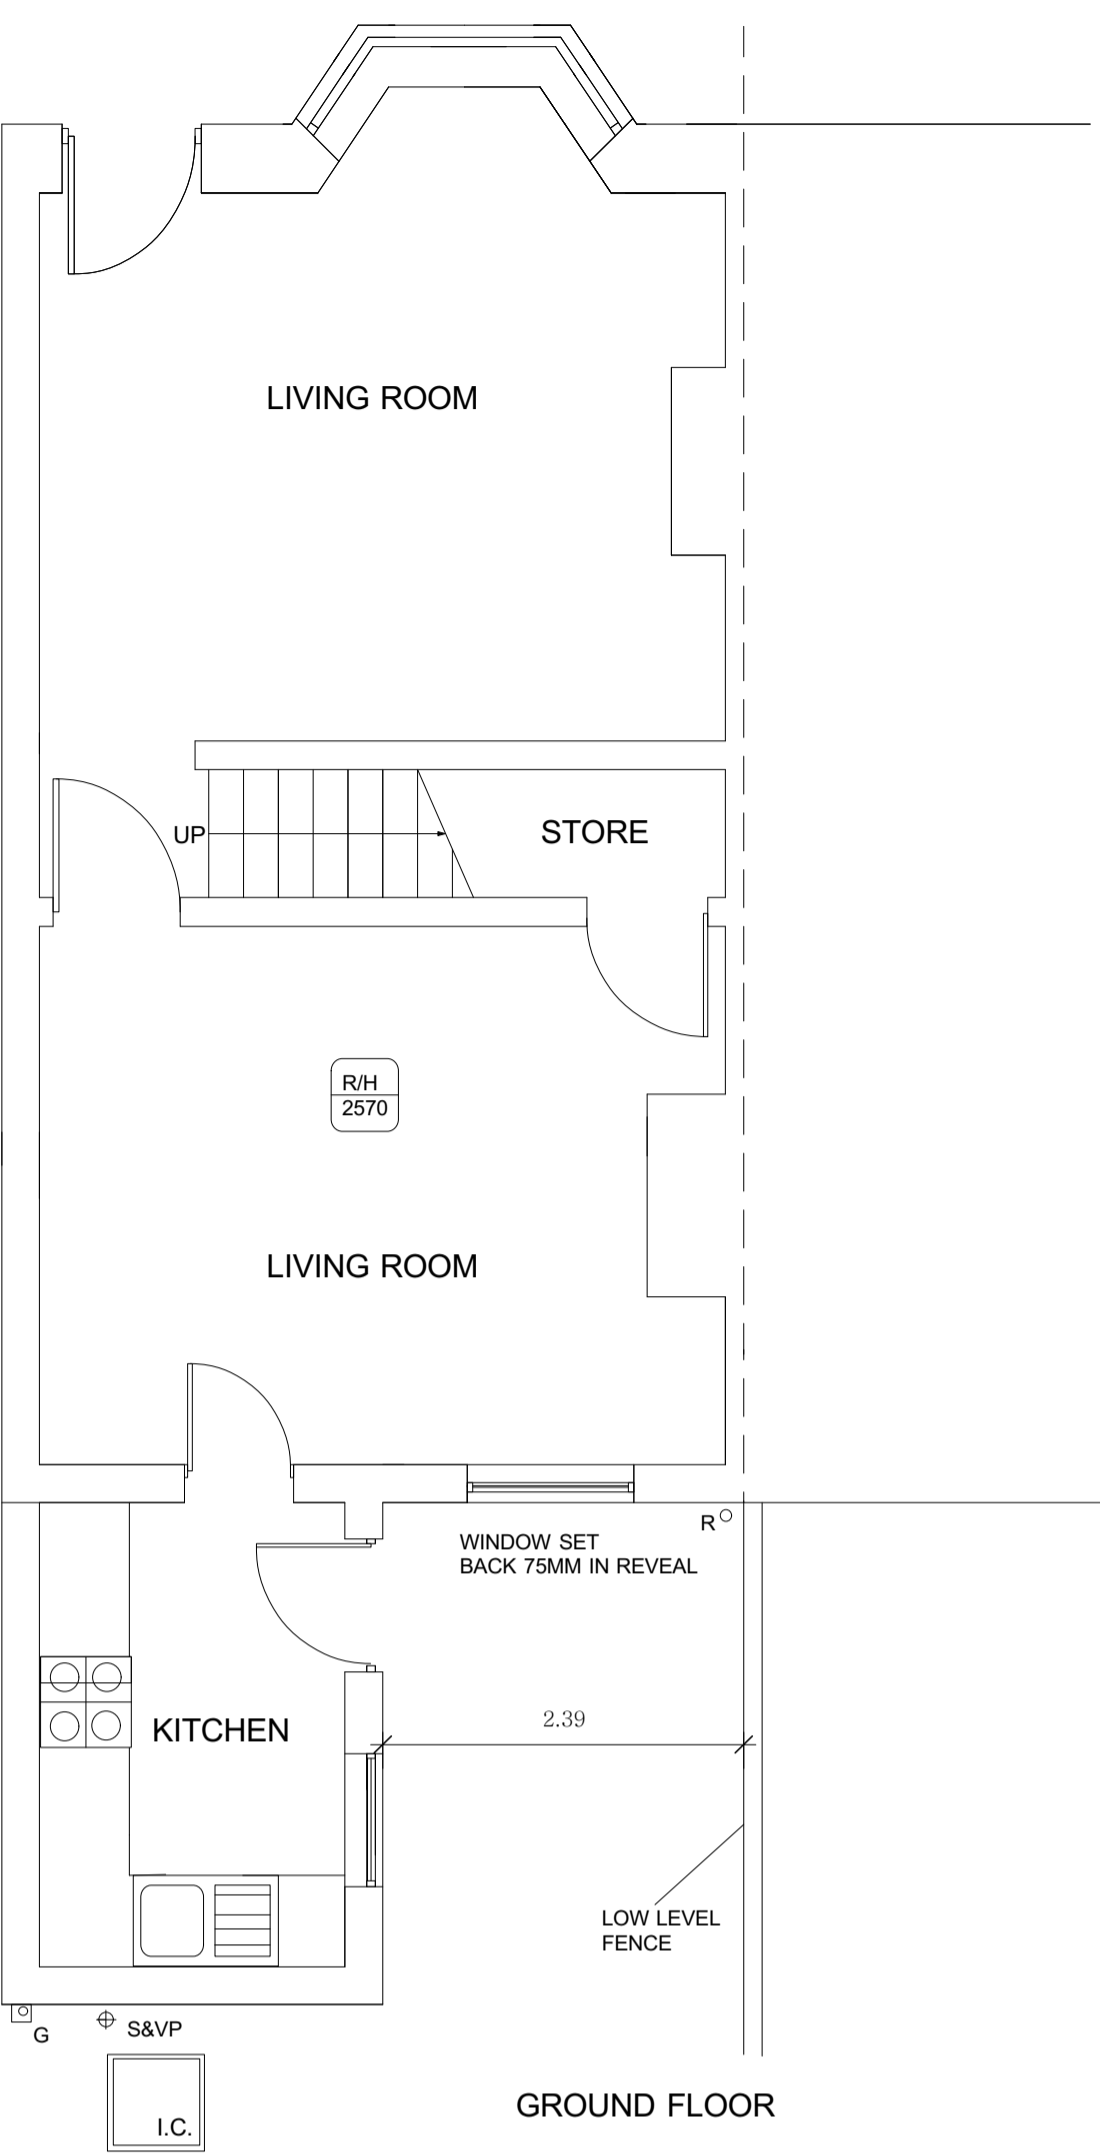 LIVING ROOM
UP
STORE
R/H
2570
LIVING ROOM
R
WINDOW SET
BACK 75MM IN REVEAL
2.39
KITCHEN
LOW LEVEL
FENCE
G
S&VP
I.C.
GROUND FLOOR